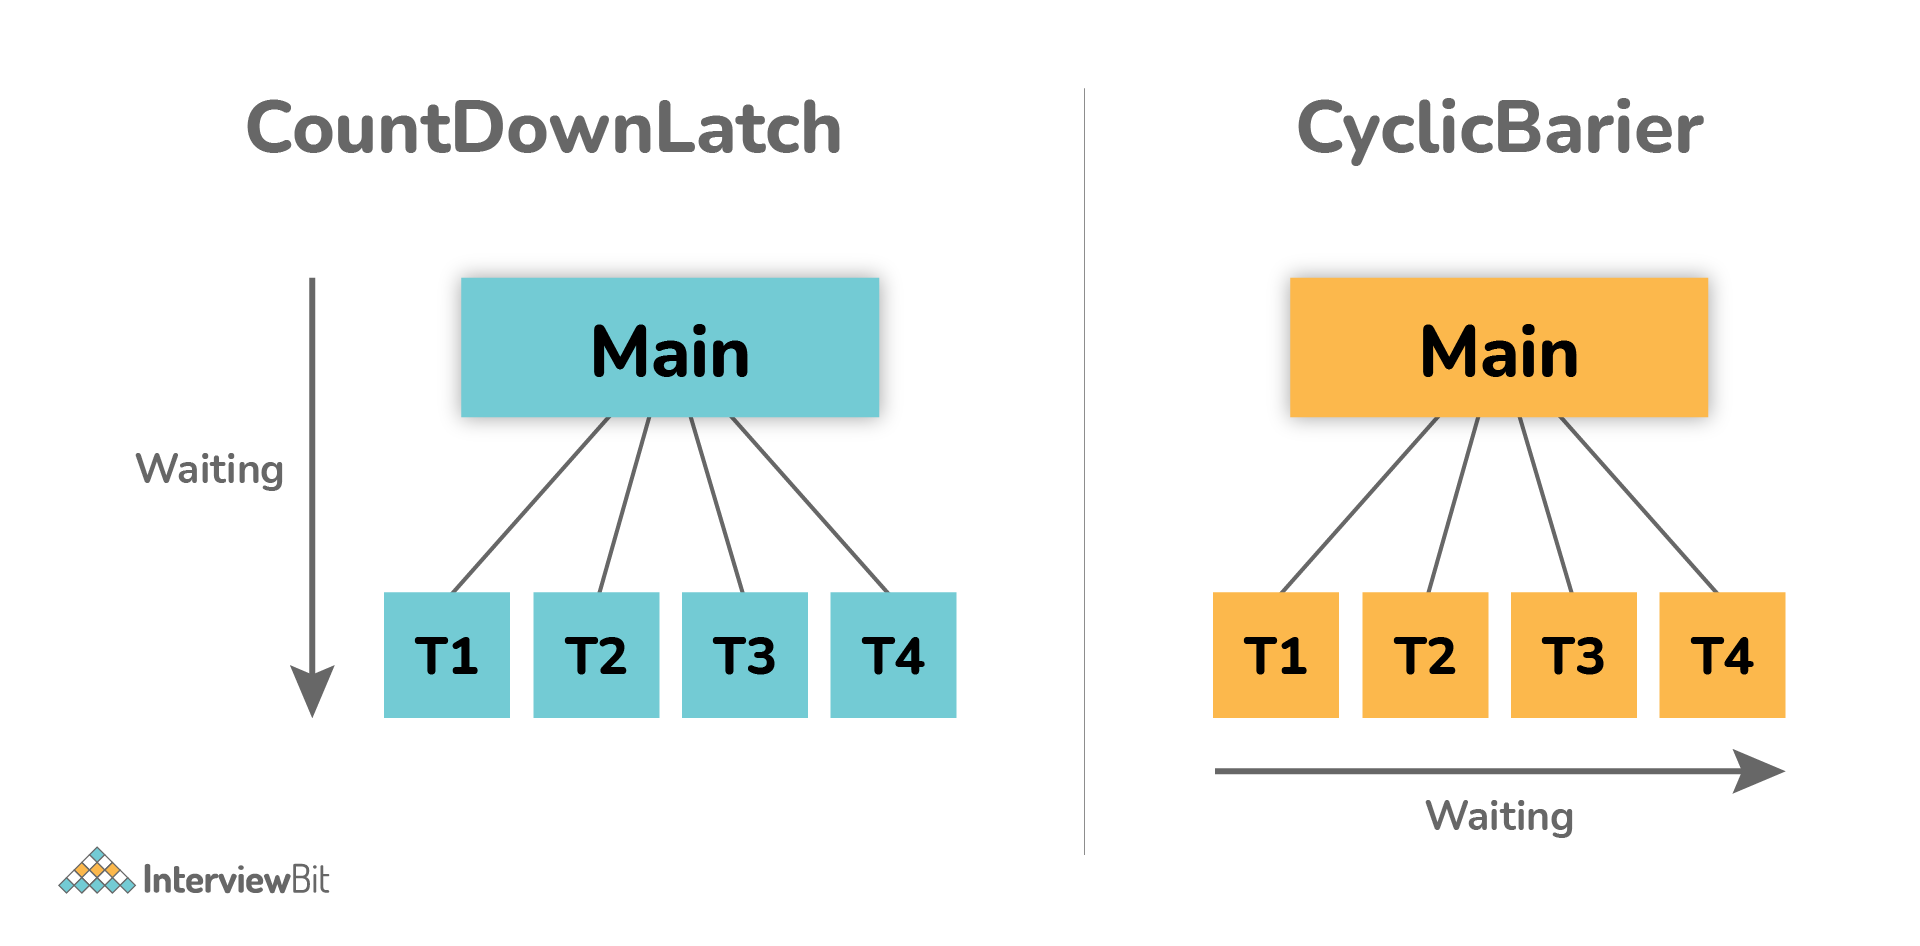 CountDownLatch
Main
Waiting
T1 T2 T3 T4
CyclicBarier
Main
T1 T2 T3 T4
Waiting
InterviewBit